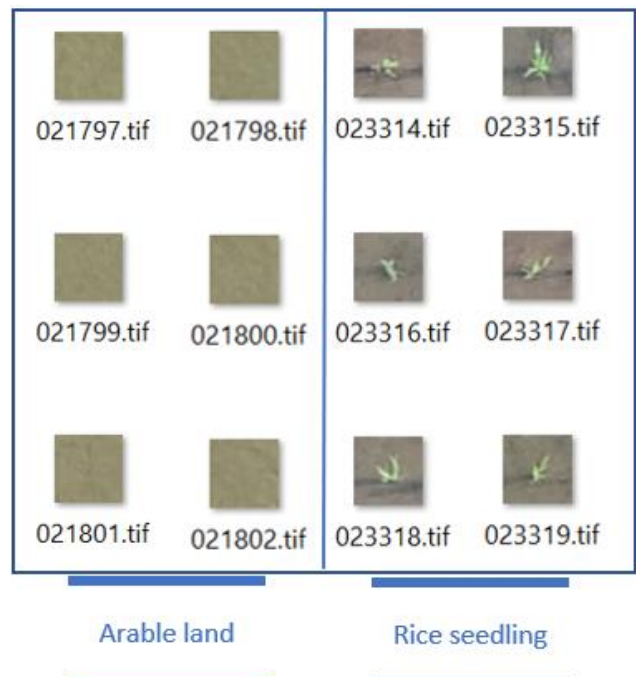 021797.tif 021798.tif 023314.tif 023315.tif
021799.tif 021800.tif 023316.tif 023317.tif
021801.tif 021802.tif 023318.tif 023319.tif
Arable land Rice seedling